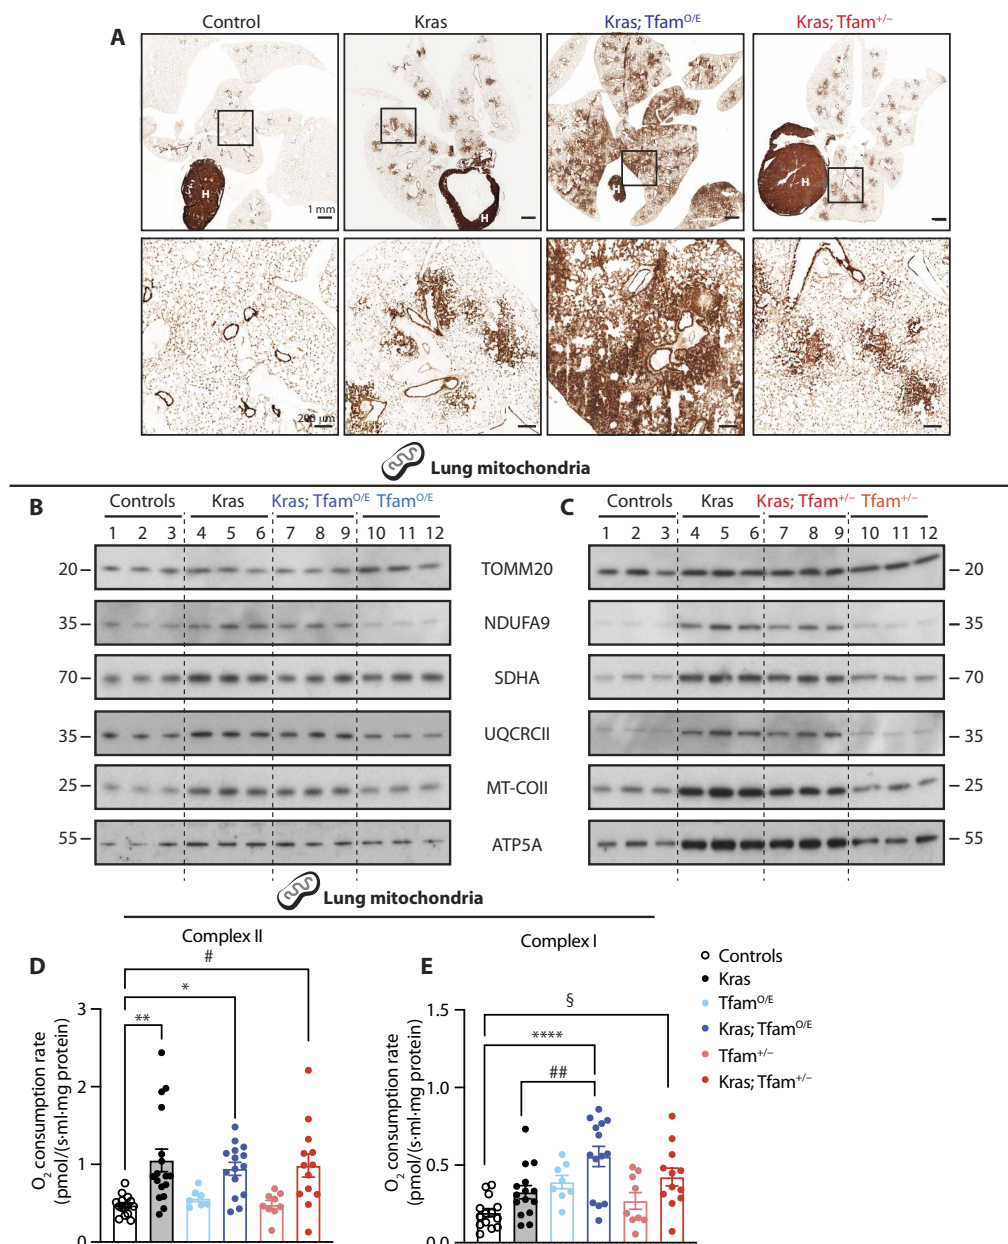 A
Control Kras Kras; Tfam^O/E Kras; Tfam^+/–
H H H H
1 mm
200 µm
Lung mitochondria
B
Controls Kras Kras; Tfam^O/E Tfam^O/E
1 2 3 4 5 6 7 8 9 10 11 12
C
Controls Kras Kras; Tfam^+/– Tfam^+/–
1 2 3 4 5 6 7 8 9 10 11 12
20 – TOMM20 – 20
35 – NDUFA9 – 35
70 – SDHA – 70
35 – UQCRCII – 35
25 – MT-COII – 25
55 – ATP5A – 55
Lung mitochondria
D
Complex II
#
*
**
O2 consumption rate
(pmol/(s·ml·mg protein)
3
2
1
0
E
Complex I
§
****
##
O2 consumption rate
(pmol/(s·ml·mg protein)
1.5
1.0
0.5
0.0
Controls
Kras
Tfam^O/E
Kras; Tfam^O/E
Tfam^+/–
Kras; Tfam^+/–